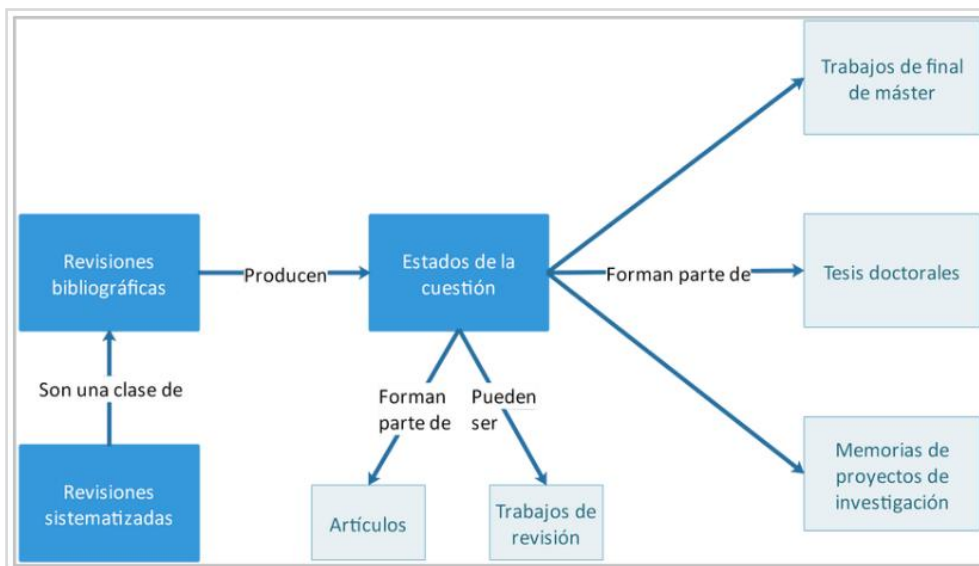 Trabajos de final
de máster
Revisiones
bibliográficas
Producen
Estados de la
cuestión
Forman parte de
Tesis doctorales
Son una clase de
Forman
parte de
Pueden
ser
Revisiones
sistematizadas
Artículos
Trabajos de
revisión
Memorias de
proyectos de
investigación